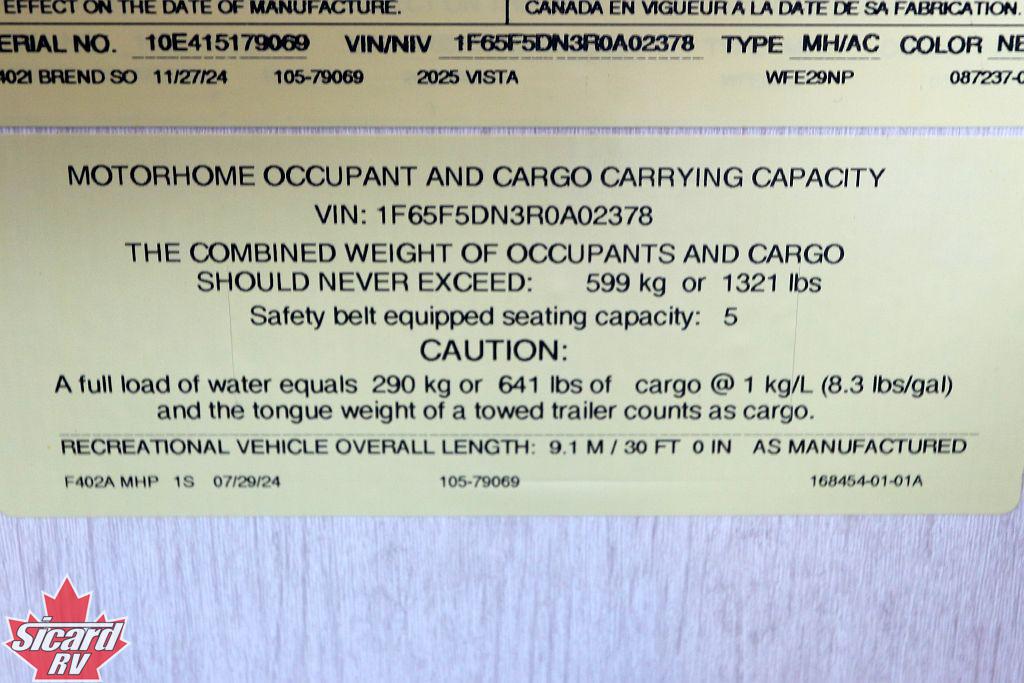 EFFECT ON THE DATE OF MANUFACTURE. CANADA EN VIGUEUR A LA DATE DE SA FABRICATION.
ERIAL NO. 10E415179069 VIN/NIV 1F65F5DN3R0A02378 TYPE MH/AC COLOR NE
4021 BREND SO 11/27/24 105-79069 2025 VISTA WFE29NP 087237-0
MOTORHOME OCCUPANT AND CARGO CARRYING CAPACITY
VIN: 1F65F5DN3R0A02378
THE COMBINED WEIGHT OF OCCUPANTS AND CARGO
SHOULD NEVER EXCEED: 599 kg or 1321 lbs
Safety belt equipped seating capacity: 5
CAUTION:
A full load of water equals 290 kg or 641 lbs of cargo @ 1 kg/L (8.3 lbs/gal)
and the tongue weight of a towed trailer counts as cargo.
RECREATIONAL VEHICLE OVERALL LENGTH: 9.1 M / 30 FT 0 IN AS MANUFACTURED
F402A MHP 1S 07/29/24 105-79069 168454-01-01A
Sicard
RV